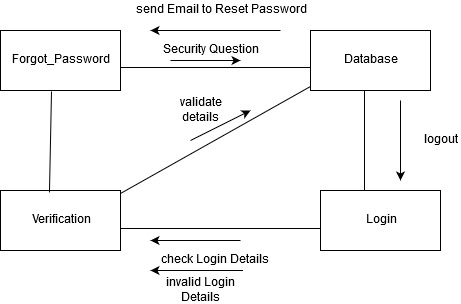 send Email to Reset Password
Security Question
Forgot_Password
Database
validate
details
logout
Verification
Login
check Login Details
invalid Login
Details